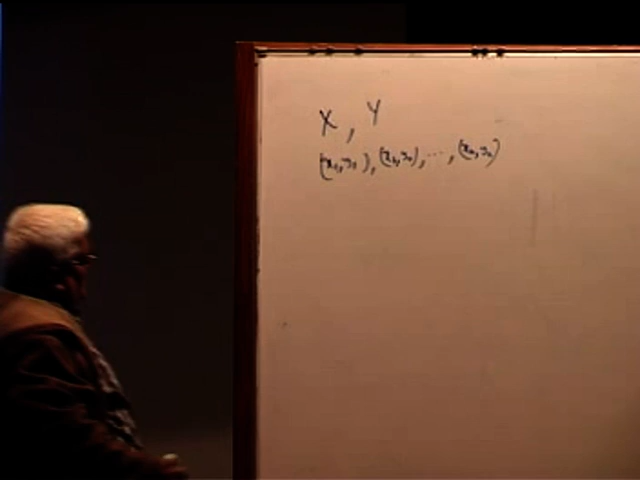 X, Y
(x₁,y₁), (x₂,y₂), ..., (xₙ,yₙ)